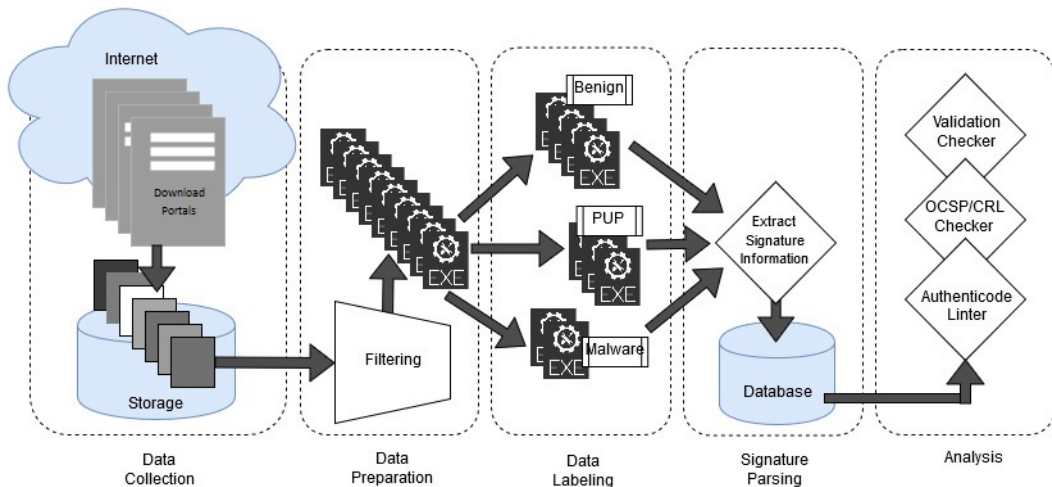 Internet
Download
Portals
Storage
Data
Collection
EXE
Filtering
Data
Preparation
Benign
EXE
PUP
EXE
Malware
EXE
Data
Labeling
Extract
Signature
Information
Database
Signature
Parsing
Validation
Checker
OCSP/CRL
Checker
Authenticode
Linter
Analysis